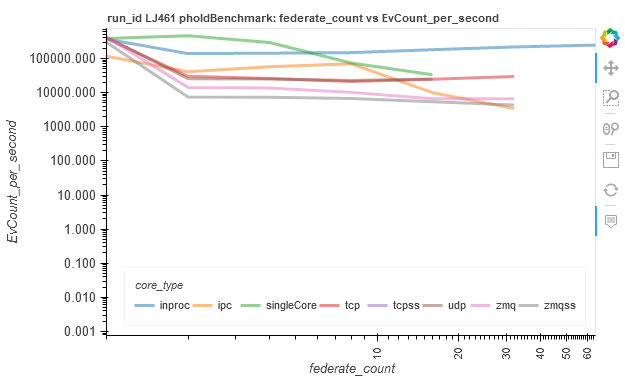 run_id LJ461 pholdBenchmark: federate_count vs EvCount_per_second
100000.000
10000.000
1000.000
100.000
10.000
1.000
0.100
0.010
0.001
EvCount_per_second
core_type
inproc ipc singleCore tcp tcpss udp zmq zmqss
10 20 30 40 50 60
federate_count